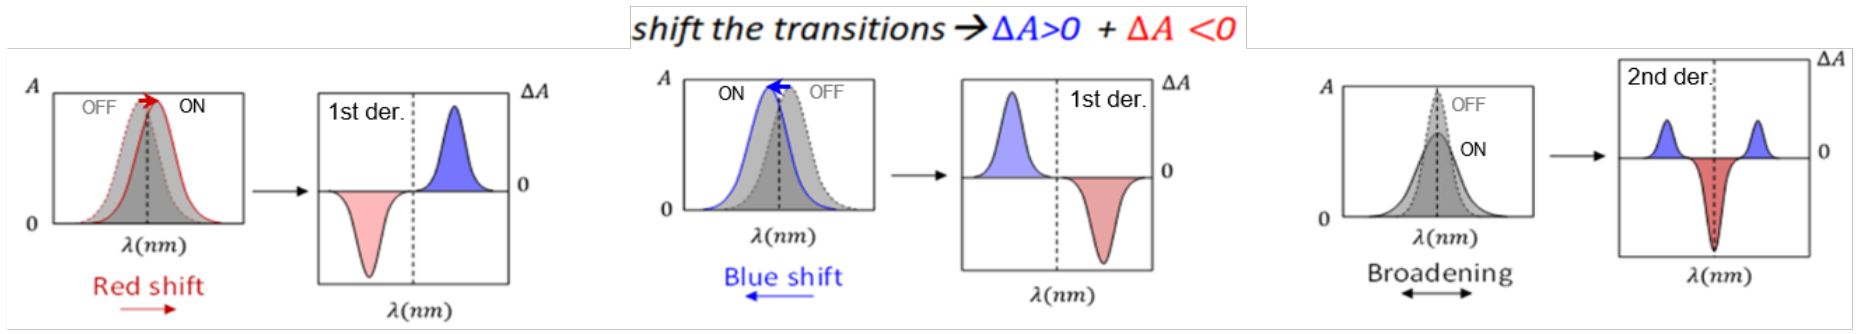 shift the transitions → ΔA>0 + ΔA <0
A
OFF
ON
0
λ(nm)
Red shift
1st der.
ΔA
0
λ(nm)
A
ON
OFF
0
λ(nm)
Blue shift
1st der.
ΔA
0
λ(nm)
A
OFF
ON
0
λ(nm)
Broadening
2nd der.
ΔA
0
λ(nm)